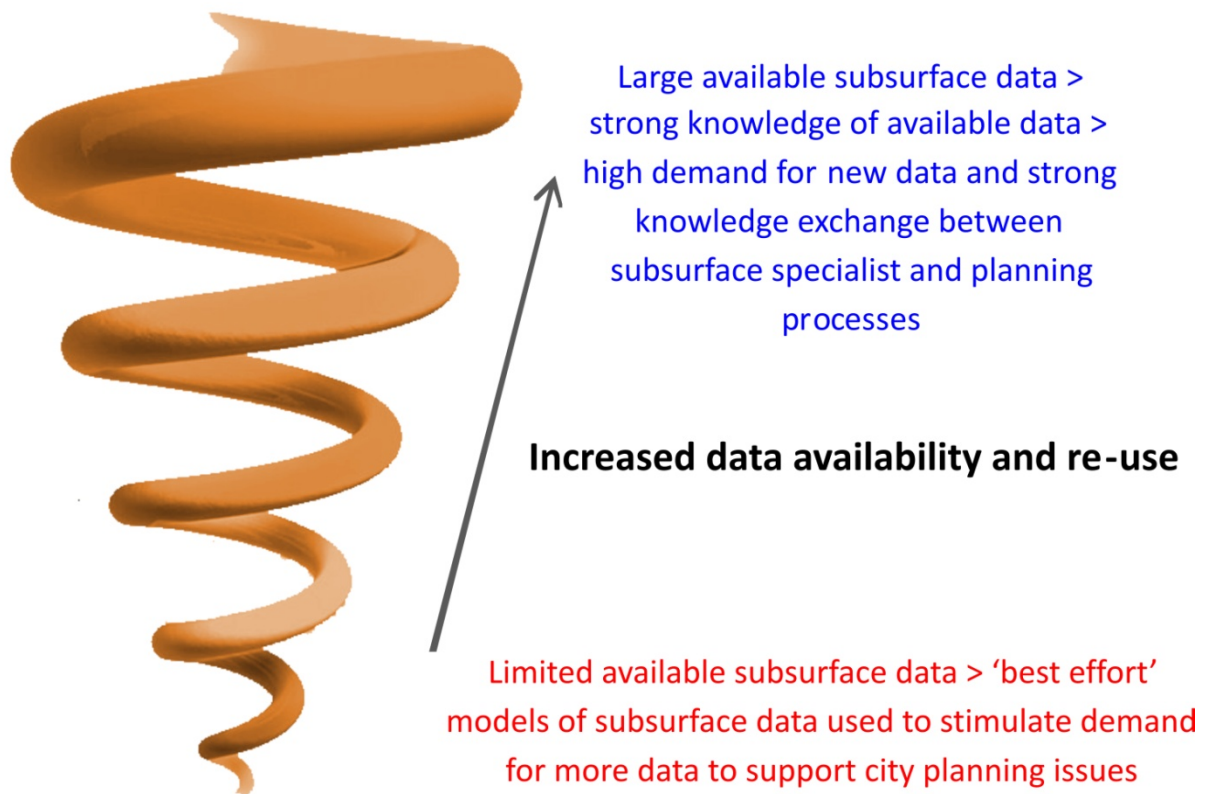 Large available subsurface data >
strong knowledge of available data >
high demand for new data and strong
knowledge exchange between
subsurface specialist and planning
processes
Increased data availability and re-use
Limited available subsurface data > ‘best effort’
models of subsurface data used to stimulate demand
for more data to support city planning issues